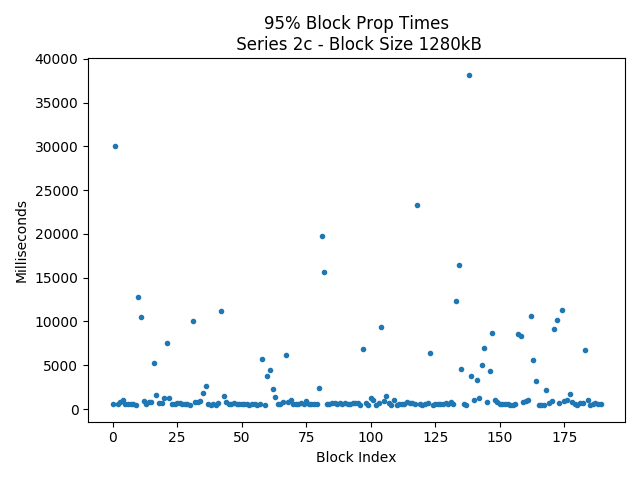 95% Block Prop Times
Series 2c - Block Size 1280kB
40000
35000
30000
25000
20000
15000
10000
5000
0
Milliseconds
0 25 50 75 100 125 150 175
Block Index